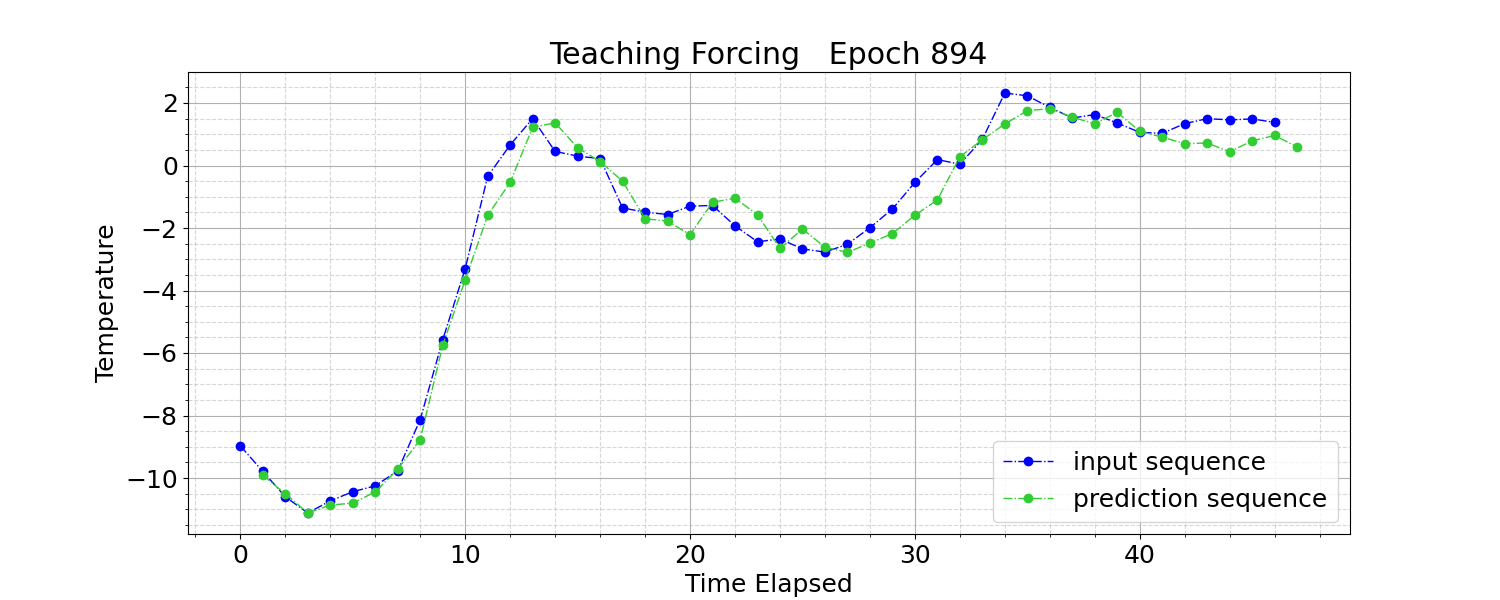 Teaching Forcing   Epoch 894
2
0
−2
−4
−6
−8
−10
Temperature
0
10
20
30
40
Time Elapsed
input sequence
prediction sequence